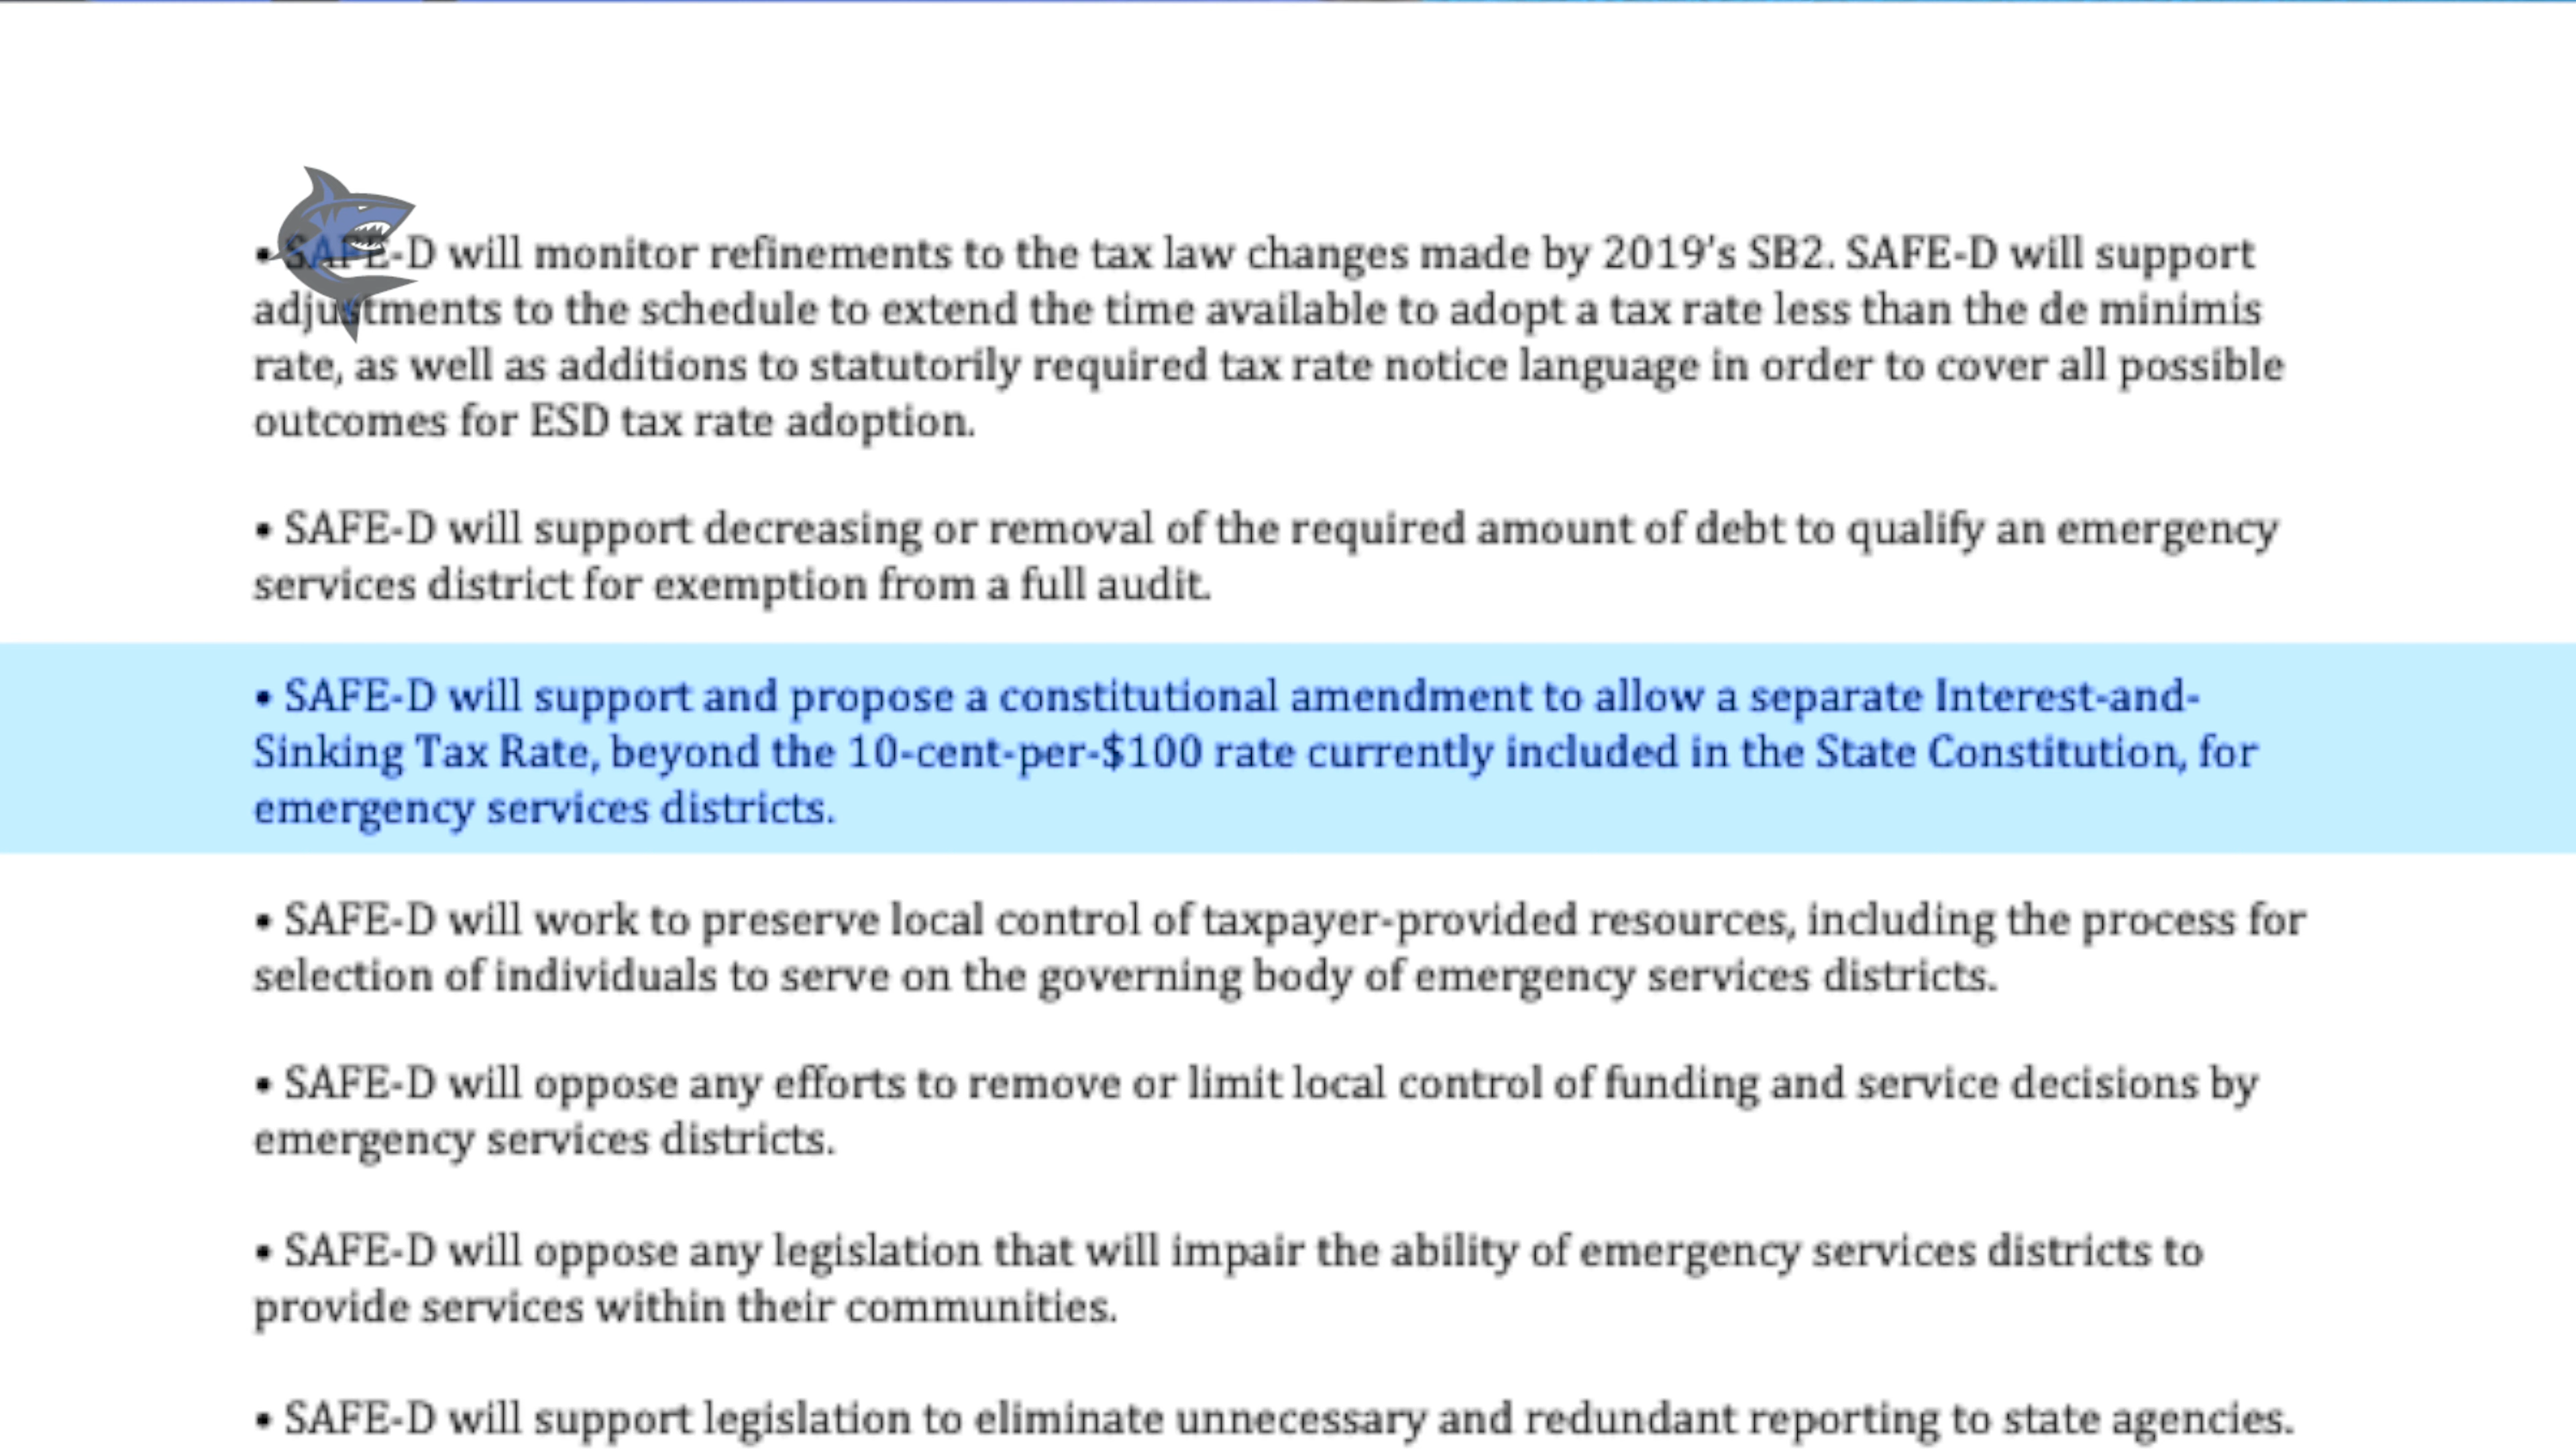 • SAFE-D will monitor refinements to the tax law changes made by 2019's SB2. SAFE-D will support
adjustments to the schedule to extend the time available to adopt a tax rate less than the de minimis
rate, as well as additions to statutorily required tax rate notice language in order to cover all possible
outcomes for ESD tax rate adoption.
• SAFE-D will support decreasing or removal of the required amount of debt to qualify an emergency
services district for exemption from a full audit.
• SAFE-D will support and propose a constitutional amendment to allow a separate Interest-and-
Sinking Tax Rate, beyond the 10-cent-per-$100 rate currently included in the State Constitution, for
emergency services districts.
• SAFE-D will work to preserve local control of taxpayer-provided resources, including the process for
selection of individuals to serve on the governing body of emergency services districts.
• SAFE-D will oppose any efforts to remove or limit local control of funding and service decisions by
emergency services districts.
• SAFE-D will oppose any legislation that will impair the ability of emergency services districts to
provide services within their communities.
• SAFE-D will support legislation to eliminate unnecessary and redundant reporting to state agencies.